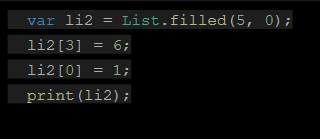 var li2 = List.filled(5, 0);
li2[3] = 6;
li2[0] = 1;
print(li2);